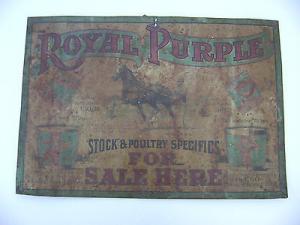 ROYAL PURPLE
STOCK & POULTRY SPECIFICS
FOR
SALE HERE